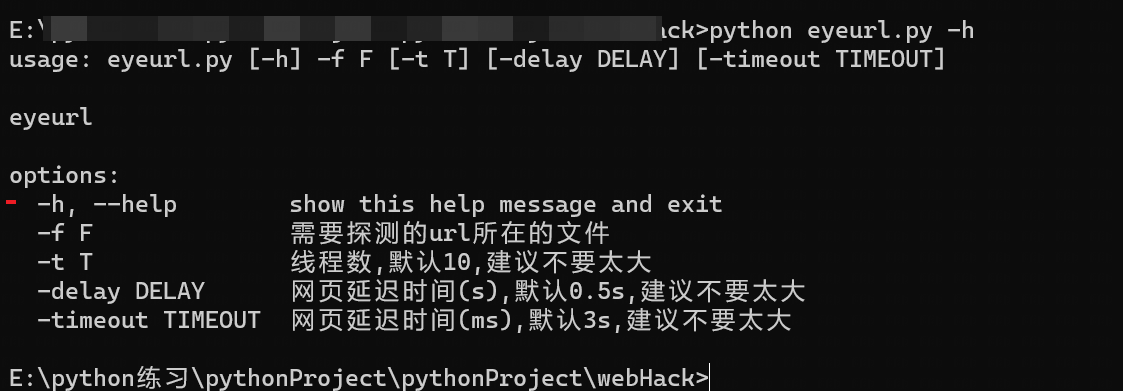 E:\ack>python eyeurl.py -h
usage: eyeurl.py [-h] -f F [-t T] [-delay DELAY] [-timeout TIMEOUT]
eyeurl
options:
-h, --help show this help message and exit
-f F 需要探测的url所在的文件
-t T 线程数,默认10,建议不要太大
-delay DELAY 网页延迟时间(s),默认0.5s,建议不要太大
-timeout TIMEOUT 网页延迟时间(ms),默认3s,建议不要太大
E:\python练习\pythonProject\pythonProject\webHack>